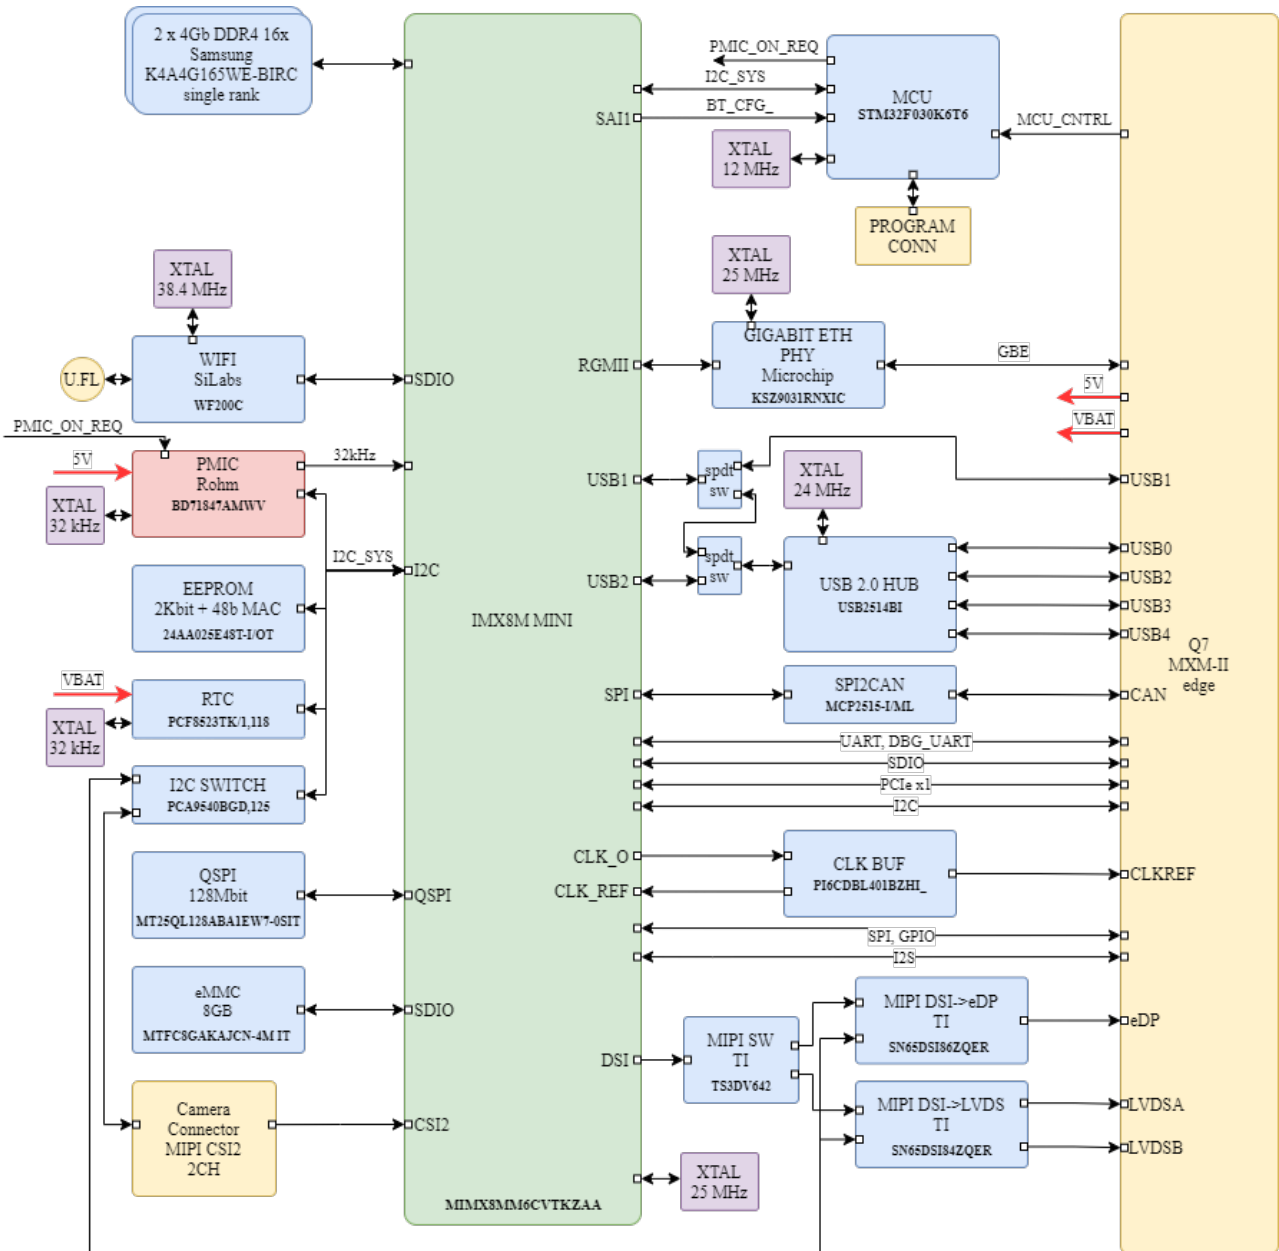 2 x 4Gb DDR4 16x
Samsung
K4A4G165WE-BIRC
single rank
PMIC_ON_REQ
I2C_SYS
SAI1
BT_CFG_
MCU
STM32F030K6T6
MCU_CNTRL
XTAL
12 MHz
PROGRAM
CONN
XTAL
38.4 MHz
XTAL
25 MHz
U.FL
WIFI
SiLabs
WF200C
SDIO
RGMII
GIGABIT ETH
PHY
Microchip
KSZ9031RNXIC
GBE
5V
VBAT
PMIC_ON_REQ
5V
XTAL
32 kHz
PMIC
Rohm
BD71847AMWV
32kHz
USB1
spdt
sw
XTAL
24 MHz
USB1
I2C_SYS
I2C
EEPROM
2Kbit + 48b MAC
24AA025E48T-I/OT
USB2
spdt
sw
USB 2.0 HUB
USB2514BI
USB0
USB2
USB3
USB4
IMX8M MINI
Q7
MXM-II
edge
VBAT
XTAL
32 kHz
RTC
PCF8523TK/1,118
SPI
SPI2CAN
MCP2515-I/ML
CAN
UART, DBG_UART
SDIO
PCIe x1
I2C
I2C SWITCH
PCA9540BGD,125
CLK_O
CLK_REF
CLK BUF
PI6CDBL401BZHI_
CLKREF
QSPI
128Mbit
MT25QL128ABA1EW7-0SIT
QSPI
SPI, GPIO
I2S
eMMC
8GB
MTFC8GAKAJCN-4M IT
SDIO
DSI
MIPI SW
TI
TS3DV642
MIPI DSI->eDP
TI
SN65DSI86ZQER
eDP
MIPI DSI->LVDS
TI
SN65DSI84ZQER
LVDSA
LVDSB
Camera
Connector
MIPI CSI2
2CH
CSI2
XTAL
25 MHz
MIMX8MM6CVTKZAA